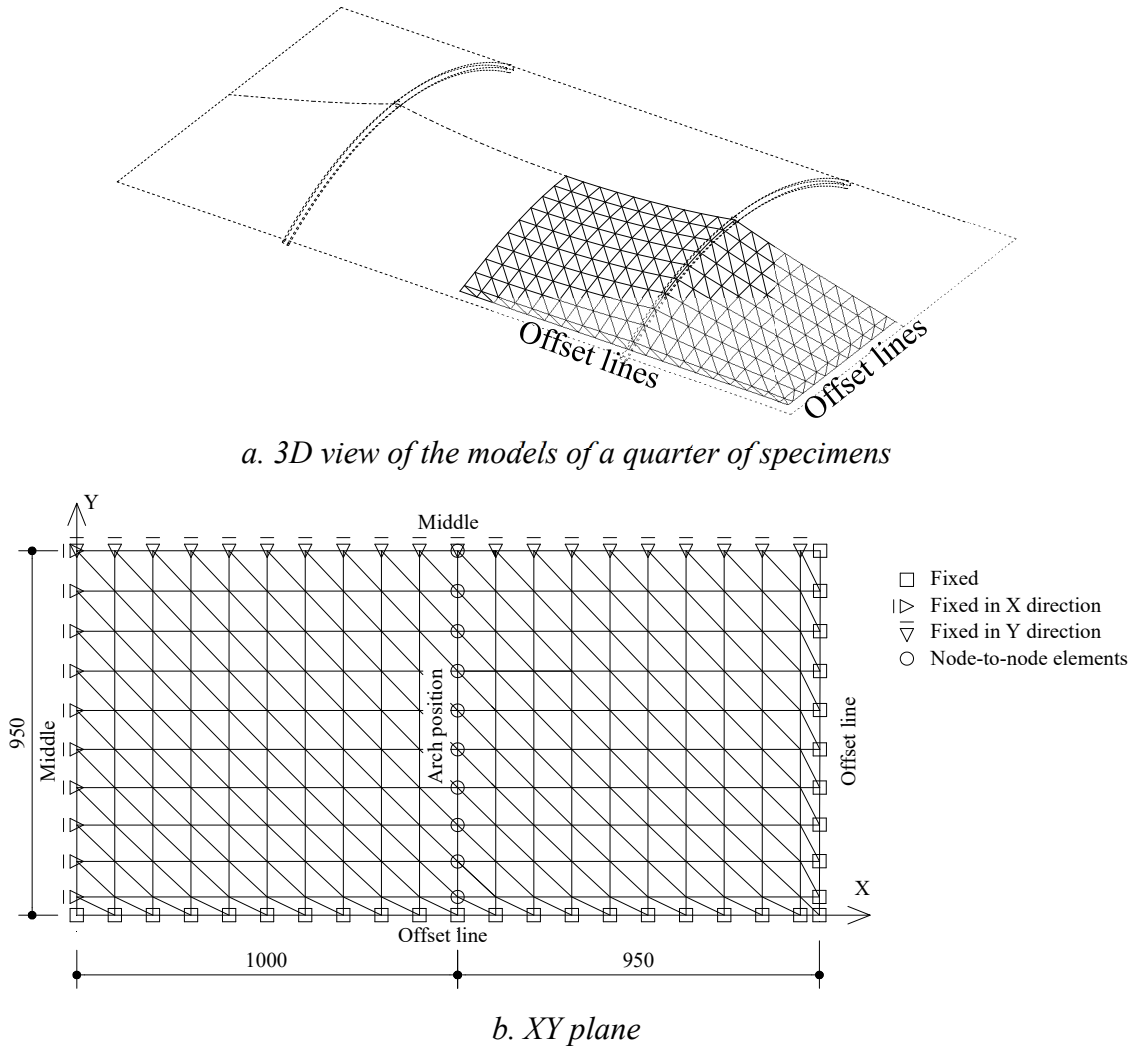 Offset lines
Offset lines
a. 3D view of the models of a quarter of specimens
Y
Middle
Fixed
Fixed in X direction
Fixed in Y direction
Node-to-node elements
950
Middle
Arch position
Offset line
X
Offset line
1000
950
b. XY plane